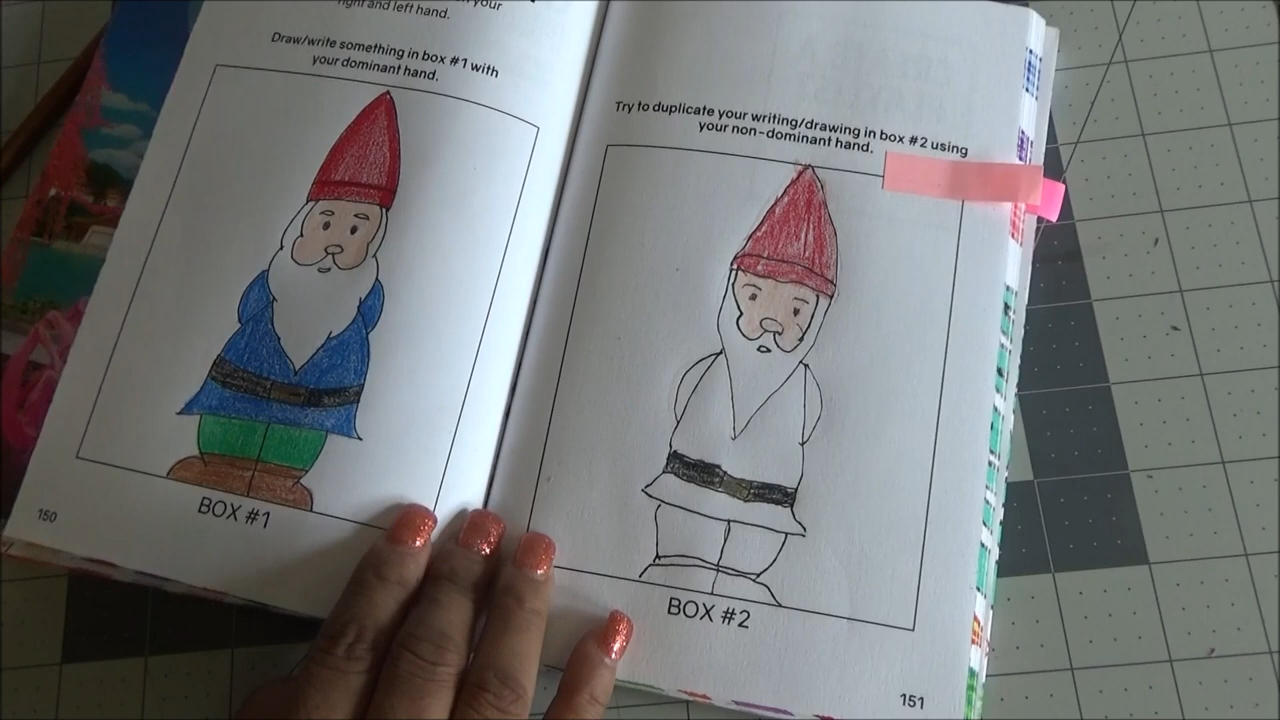 your
right and left hand.
Draw/write something in box #1 with
your dominant hand.
BOX #1
150
Try to duplicate your writing/drawing in box #2 using
your non-dominant hand.
BOX #2
151